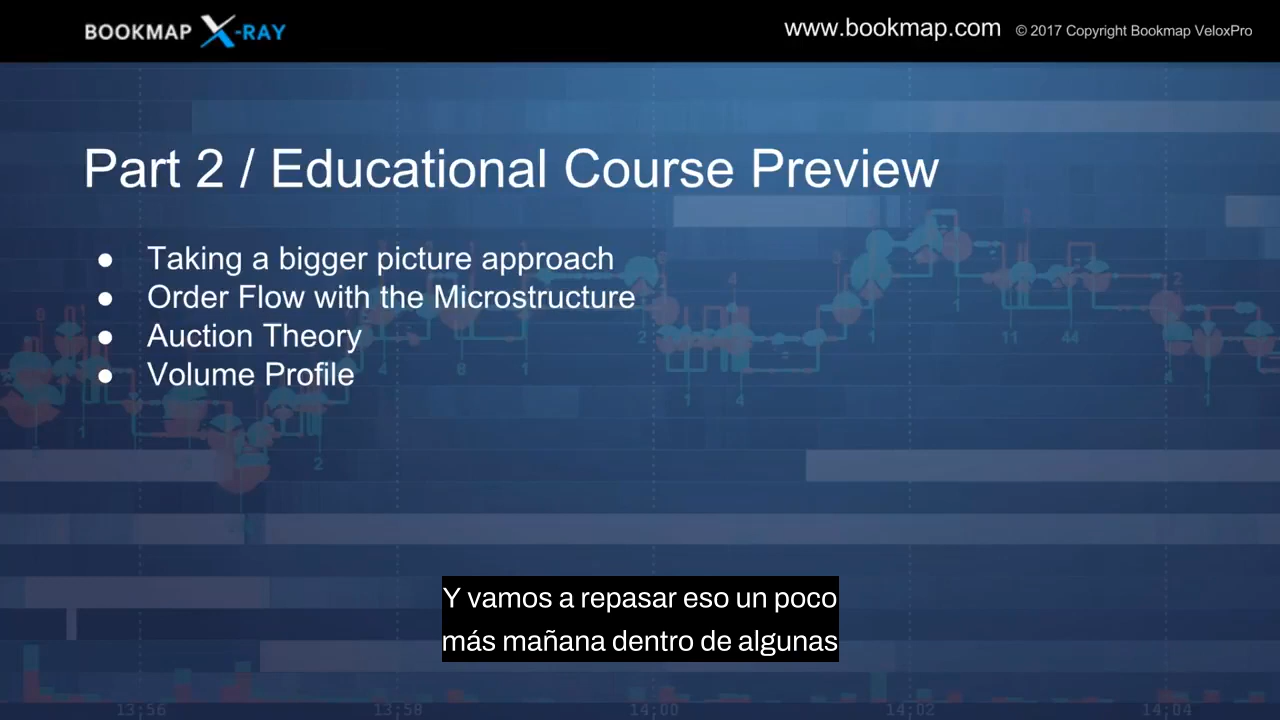 BOOKMAP X-RAY
www.bookmap.com © 2017 Copyright Bookmap VeloxPro
Part 2 / Educational Course Preview
● Taking a bigger picture approach
● Order Flow with the Microstructure
● Auction Theory
● Volume Profile
Y vamos a repasar eso un poco
más mañana dentro de algunas
13:56 13:58 14:00 14:02 14:04